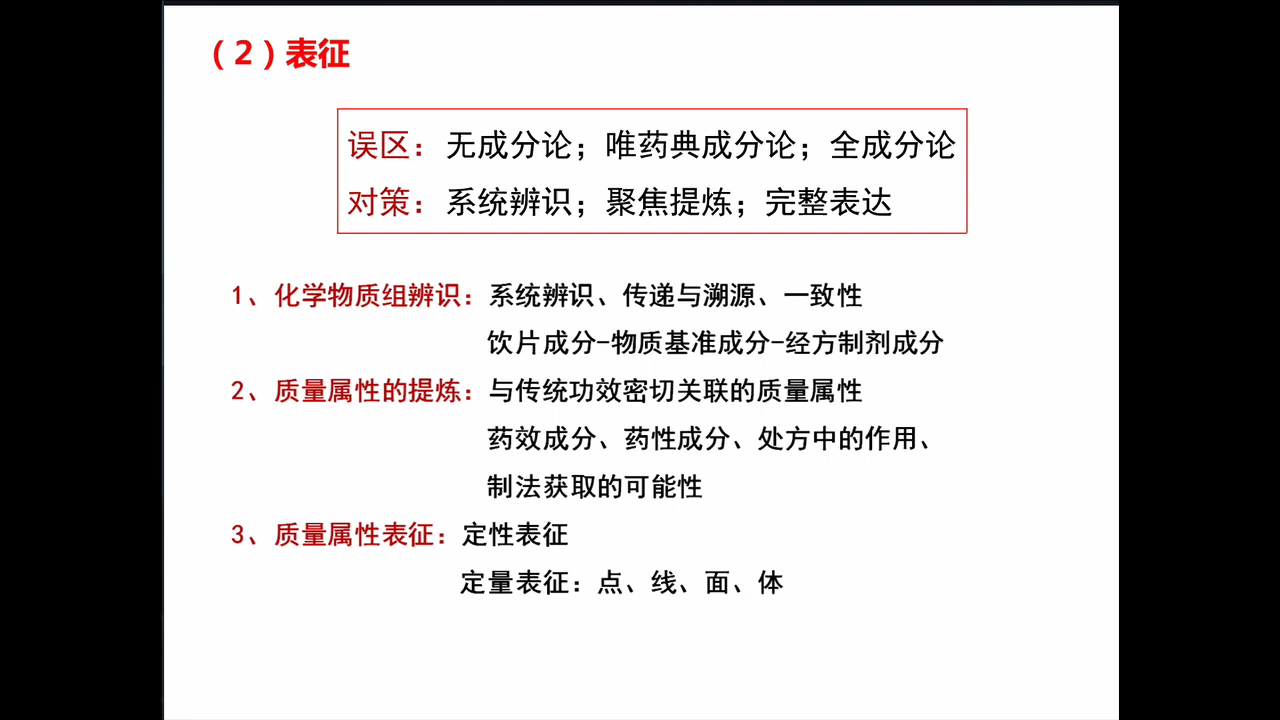 （2）表征
误区：无成分论；唯药典成分论；全成分论
对策：系统辨识；聚焦提炼；完整表达
1、化学物质组辨识：系统辨识、传递与溯源、一致性
饮片成分-物质基准成分-经方制剂成分
2、质量属性的提炼：与传统功效密切关联的质量属性
药效成分、药性成分、处方中的作用、
制法获取的可能性
3、质量属性表征：定性表征
定量表征：点、线、面、体